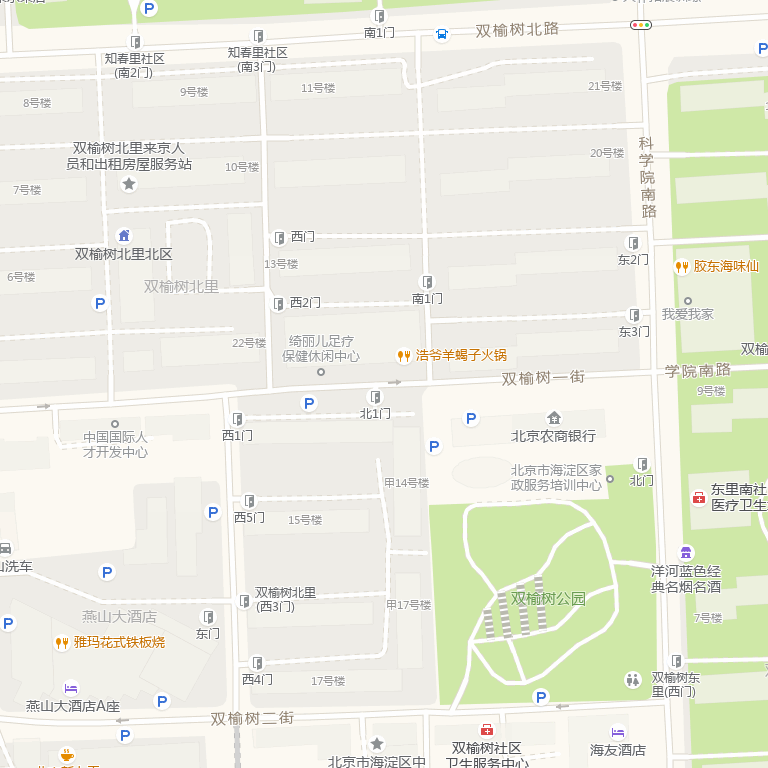 双榆树北路
南1门
知春里社区
(南2门)
知春里社区
(南3门)
11号楼
9号楼
8号楼
21号楼
双榆树北里来京人
员和出租房屋服务站
10号楼
20号楼
科学院南路
7号楼
西门
双榆树北里北区
13号楼
东2门
胶东海味仙
6号楼
双榆树北里
西2门
南1门
我爱我家
东3门
22号楼
绮丽儿足疗
保健休闲中心
浩爷羊蝎子火锅
双榆树一街
学院南路
9号楼
北1门
中国国际人
才开发中心
西1门
北京农商银行
北京市海淀区家
政服务培训中心
北门
甲14号楼
东里南社
医疗卫生
西5门
15号楼
山洗车
洋河蓝色经
典名烟名酒
双榆树北里
(西3门)
双榆树公园
甲17号楼
燕山大酒店
东门
7号楼
雅玛花式铁板烧
西4门
17号楼
双榆树东
里(西门)
燕山大酒店A座
双榆树二街
双榆树社区
卫生服务中心
海友酒店
北京市海淀区中
P
P
P
P
P
P
P
P
P
P
P
P